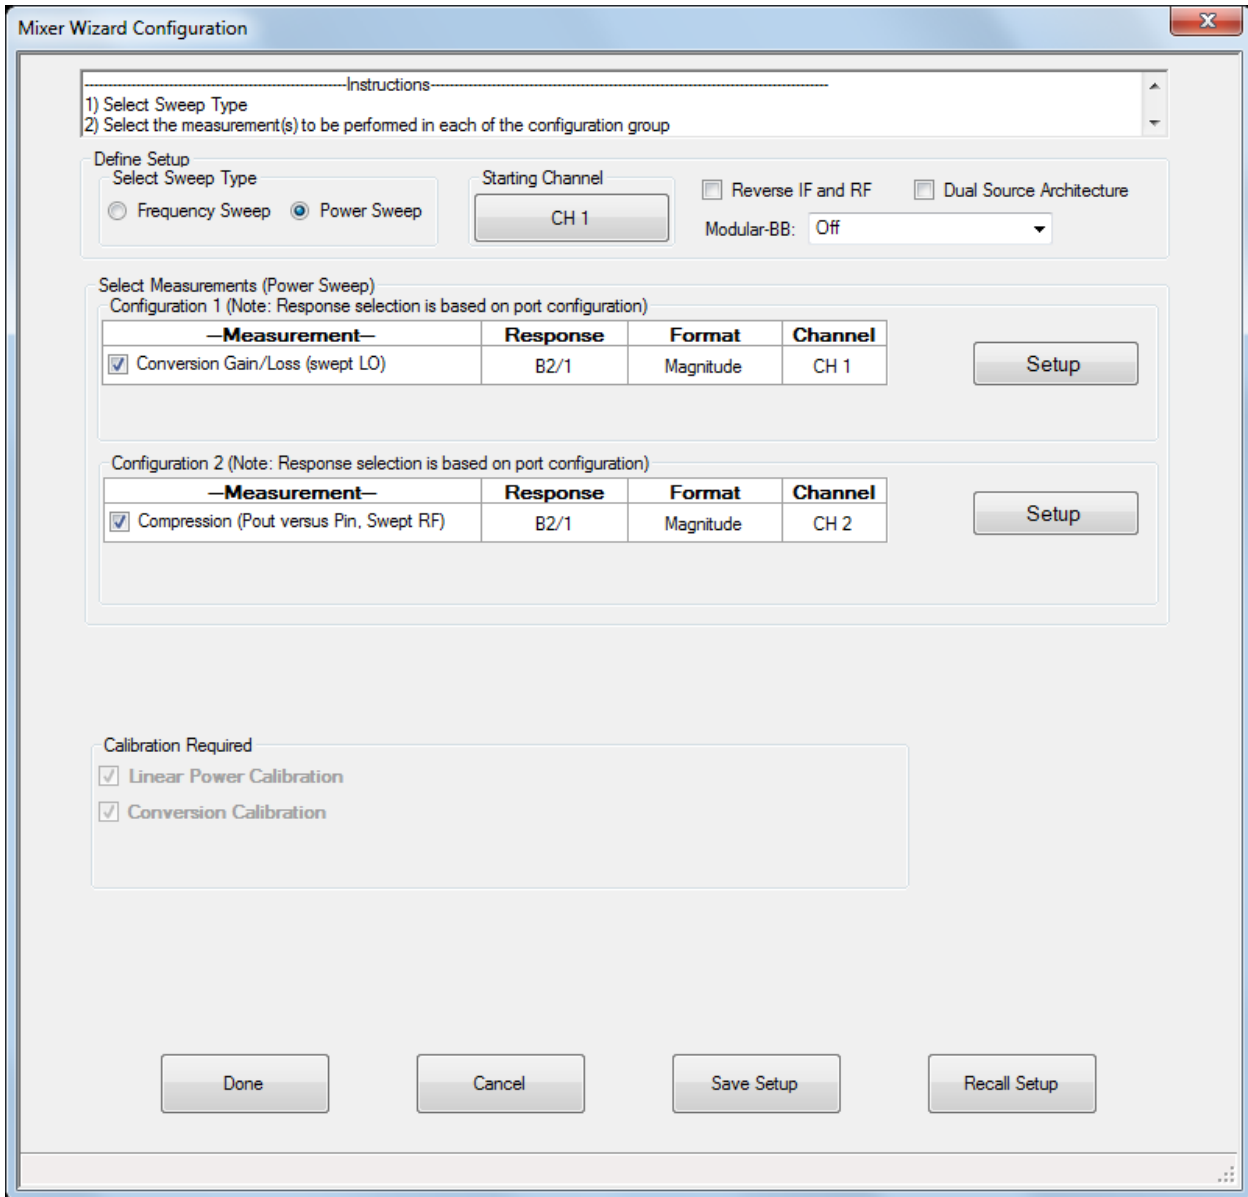 Mixer Wizard Configuration
X
------------------------------Instructions------------------------------
1) Select Sweep Type
2) Select the measurement(s) to be performed in each of the configuration group
Define Setup
Select Sweep Type
Frequency Sweep Power Sweep
Starting Channel
CH 1
Reverse IF and RF Dual Source Architecture
Modular-BB: Off
Select Measurements (Power Sweep)
Configuration 1 (Note: Response selection is based on port configuration)
—Measurement— Response Format Channel
Conversion Gain/Loss (swept LO) B2/1 Magnitude CH 1
Setup
Configuration 2 (Note: Response selection is based on port configuration)
—Measurement— Response Format Channel
Compression (Pout versus Pin, Swept RF) B2/1 Magnitude CH 2
Setup
Calibration Required
Linear Power Calibration
Conversion Calibration
Done Cancel Save Setup Recall Setup